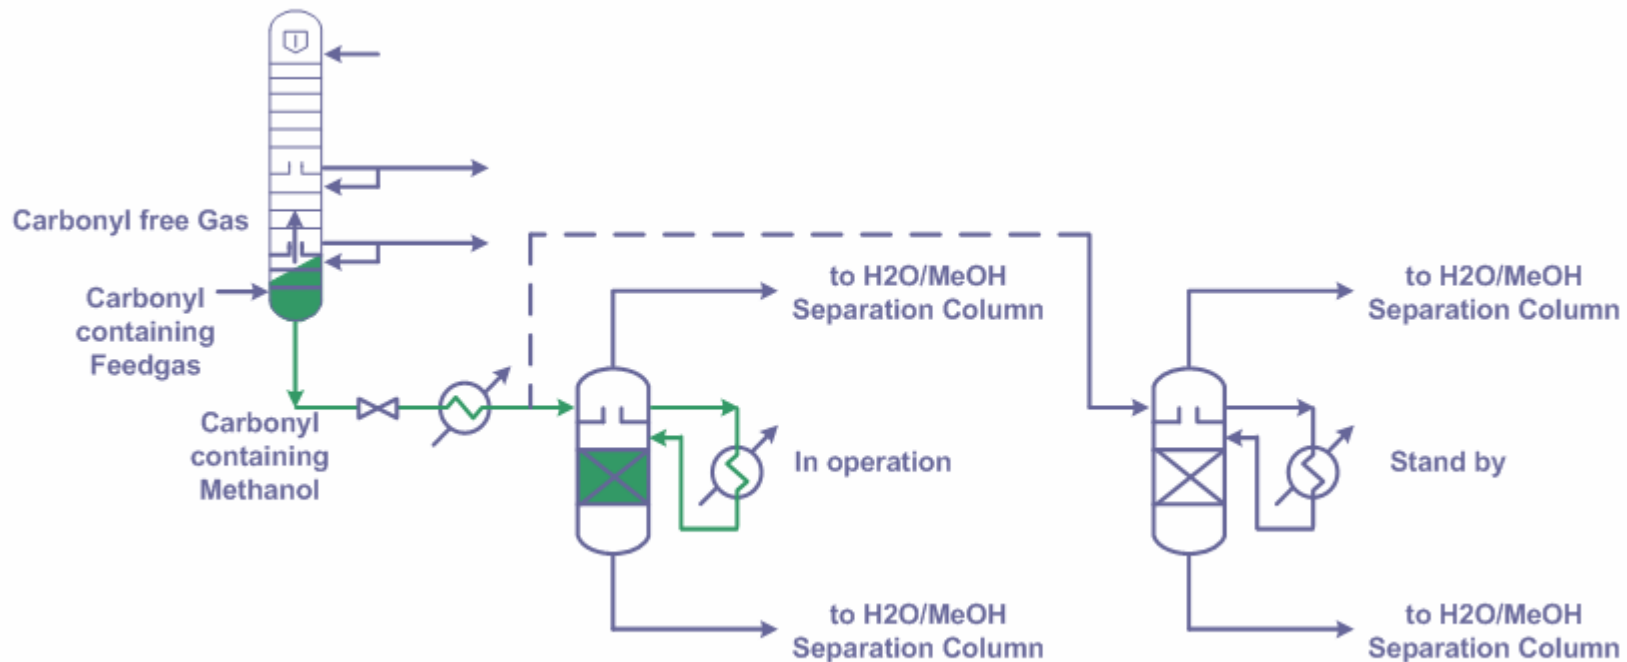 Carbonyl free Gas
Carbonyl
containing
Feedgas
Carbonyl
containing
Methanol
to H2O/MeOH
Separation Column
In operation
to H2O/MeOH
Separation Column
to H2O/MeOH
Separation Column
Stand by
to H2O/MeOH
Separation Column